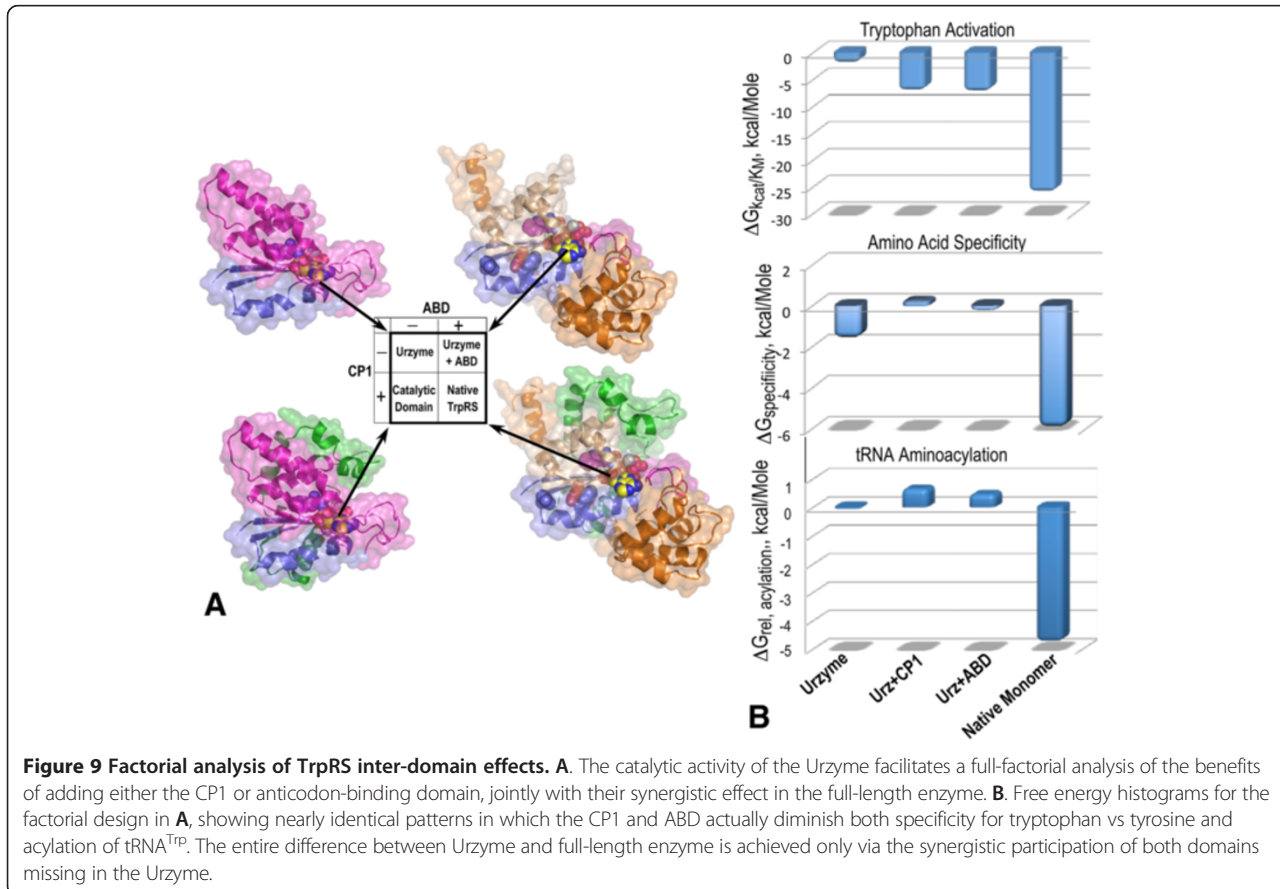 ABD
− +
CP1
−
Urzyme
Urzyme
+ ABD
+
Catalytic
Domain
Native
TrpRS
A
Tryptophan Activation
ΔGkcat/KM, kcal/Mole
0
-5
-10
-15
-20
-25
-30
Amino Acid Specificity
ΔGspecifiicity, kcal/Mole
2
0
-2
-4
-6
tRNA Aminoacylation
ΔGrel, acylation,, kcal/Mole
1
0
-1
-2
-3
-4
-5
Urzyme
Urz+CP1
Urz+ABD
Native Monomer
B
Figure 9 Factorial analysis of TrpRS inter-domain effects. A. The catalytic activity of the Urzyme facilitates a full-factorial analysis of the benefits
of adding either the CP1 or anticodon-binding domain, jointly with their synergistic effect in the full-length enzyme. B. Free energy histograms for the
factorial design in A, showing nearly identical patterns in which the CP1 and ABD actually diminish both specificity for tryptophan vs tyrosine and
acylation of tRNATrp. The entire difference between Urzyme and full-length enzyme is achieved only via the synergistic participation of both domains
missing in the Urzyme.